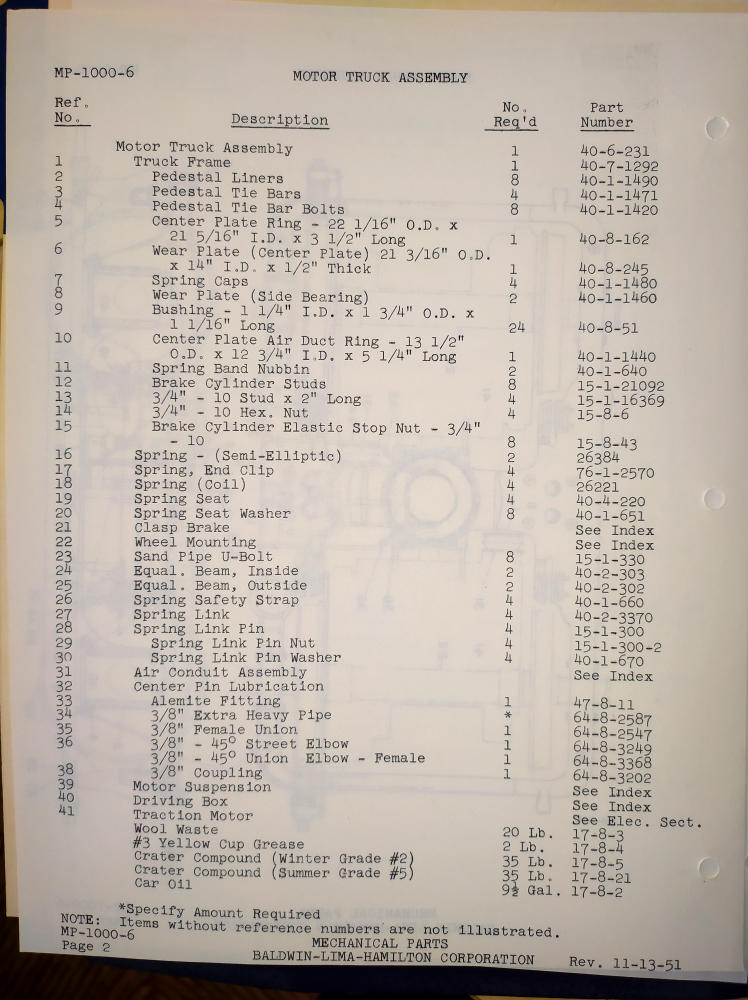 MP-1000-6 MOTOR TRUCK ASSEMBLY
Ref. No. Part
No. Description Req'd Number
Motor Truck Assembly 1 40-6-231
1 Truck Frame 1 40-7-1292
2 Pedestal Liners 8 40-1-1490
3 Pedestal Tie Bars 4 40-1-1471
4 Pedestal Tie Bar Bolts 8 40-1-1420
5 Center Plate Ring - 22 1/16" O.D. x
21 5/16" I.D. x 3 1/2" Long 1 40-8-162
6 Wear Plate (Center Plate) 21 3/16" O.D.
x 14" I.D. x 1/2" Thick 1 40-8-245
7 Spring Caps 4 40-1-1480
8 Wear Plate (Side Bearing) 2 40-1-1460
9 Bushing - 1 1/4" I.D. x 1 3/4" O.D. x
1 1/16" Long 24 40-8-51
10 Center Plate Air Duct Ring - 13 1/2"
O.D. x 12 3/4" I.D. x 5 1/4" Long 1 40-1-1440
11 Spring Band Nubbin 2 40-1-640
12 Brake Cylinder Studs 8 15-1-21092
13 3/4" - 10 Stud x 2" Long 4 15-1-16369
14 3/4" - 10 Hex. Nut 4 15-8-6
15 Brake Cylinder Elastic Stop Nut - 3/4"
- 10 8 15-8-43
16 Spring - (Semi-Elliptic) 2 26384
17 Spring, End Clip 4 76-1-2570
18 Spring (Coil) 4 26221
19 Spring Seat 4 40-4-220
20 Spring Seat Washer 8 40-1-651
21 Clasp Brake See Index
22 Wheel Mounting See Index
23 Sand Pipe U-Bolt 8 15-1-330
24 Equal. Beam, Inside 2 40-2-303
25 Equal. Beam, Outside 2 40-2-302
26 Spring Safety Strap 4 40-1-660
27 Spring Link 4 40-2-3370
28 Spring Link Pin 4 15-1-300
29 Spring Link Pin Nut 4 15-1-300-2
30 Spring Link Pin Washer 4 40-1-670
31 Air Conduit Assembly See Index
32 Center Pin Lubrication
33 Alemite Fitting 1 47-8-11
34 3/8" Extra Heavy Pipe * 64-8-2587
35 3/8" Female Union 1 64-8-2547
36 3/8" - 45° Street Elbow 1 64-8-3249
3/8" - 45° Union Elbow - Female 1 64-8-3368
38 3/8" Coupling 1 64-8-3202
39 Motor Suspension See Index
40 Driving Box See Index
41 Traction Motor See Elec. Sect.
Wool Waste 20 Lb. 17-8-3
#3 Yellow Cup Grease 2 Lb. 17-8-4
Crater Compound (Winter Grade #2) 35 Lb. 17-8-5
Crater Compound (Summer Grade #5) 35 Lb. 17-8-21
Car Oil 9½ Gal. 17-8-2
*Specify Amount Required
NOTE: Items without reference numbers are not illustrated.
MP-1000-6 MECHANICAL PARTS
Page 2 BALDWIN-LIMA-HAMILTON CORPORATION Rev. 11-13-51